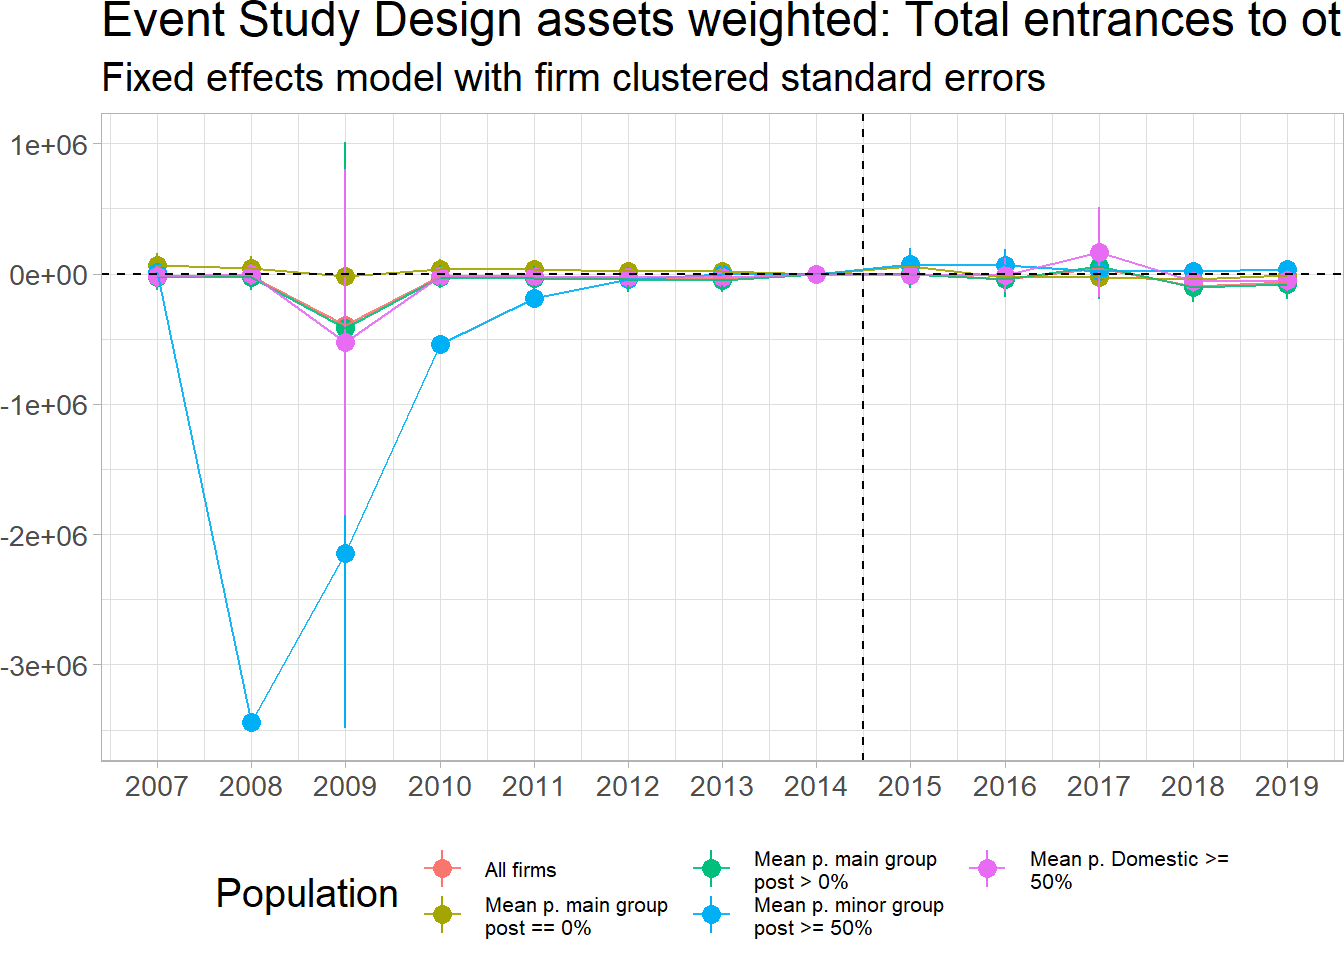 Event Study Design assets weighted: Total entrances to ot
Fixed effects model with firm clustered standard errors
1e+06
0e+00
-1e+06
-2e+06
-3e+06
2007 2008 2009 2010 2011 2012 2013 2014 2015 2016 2017 2018 2019
Population
All firms
Mean p. main group
post == 0%
Mean p. main group
post > 0%
Mean p. minor group
post >= 50%
Mean p. Domestic >=
50%